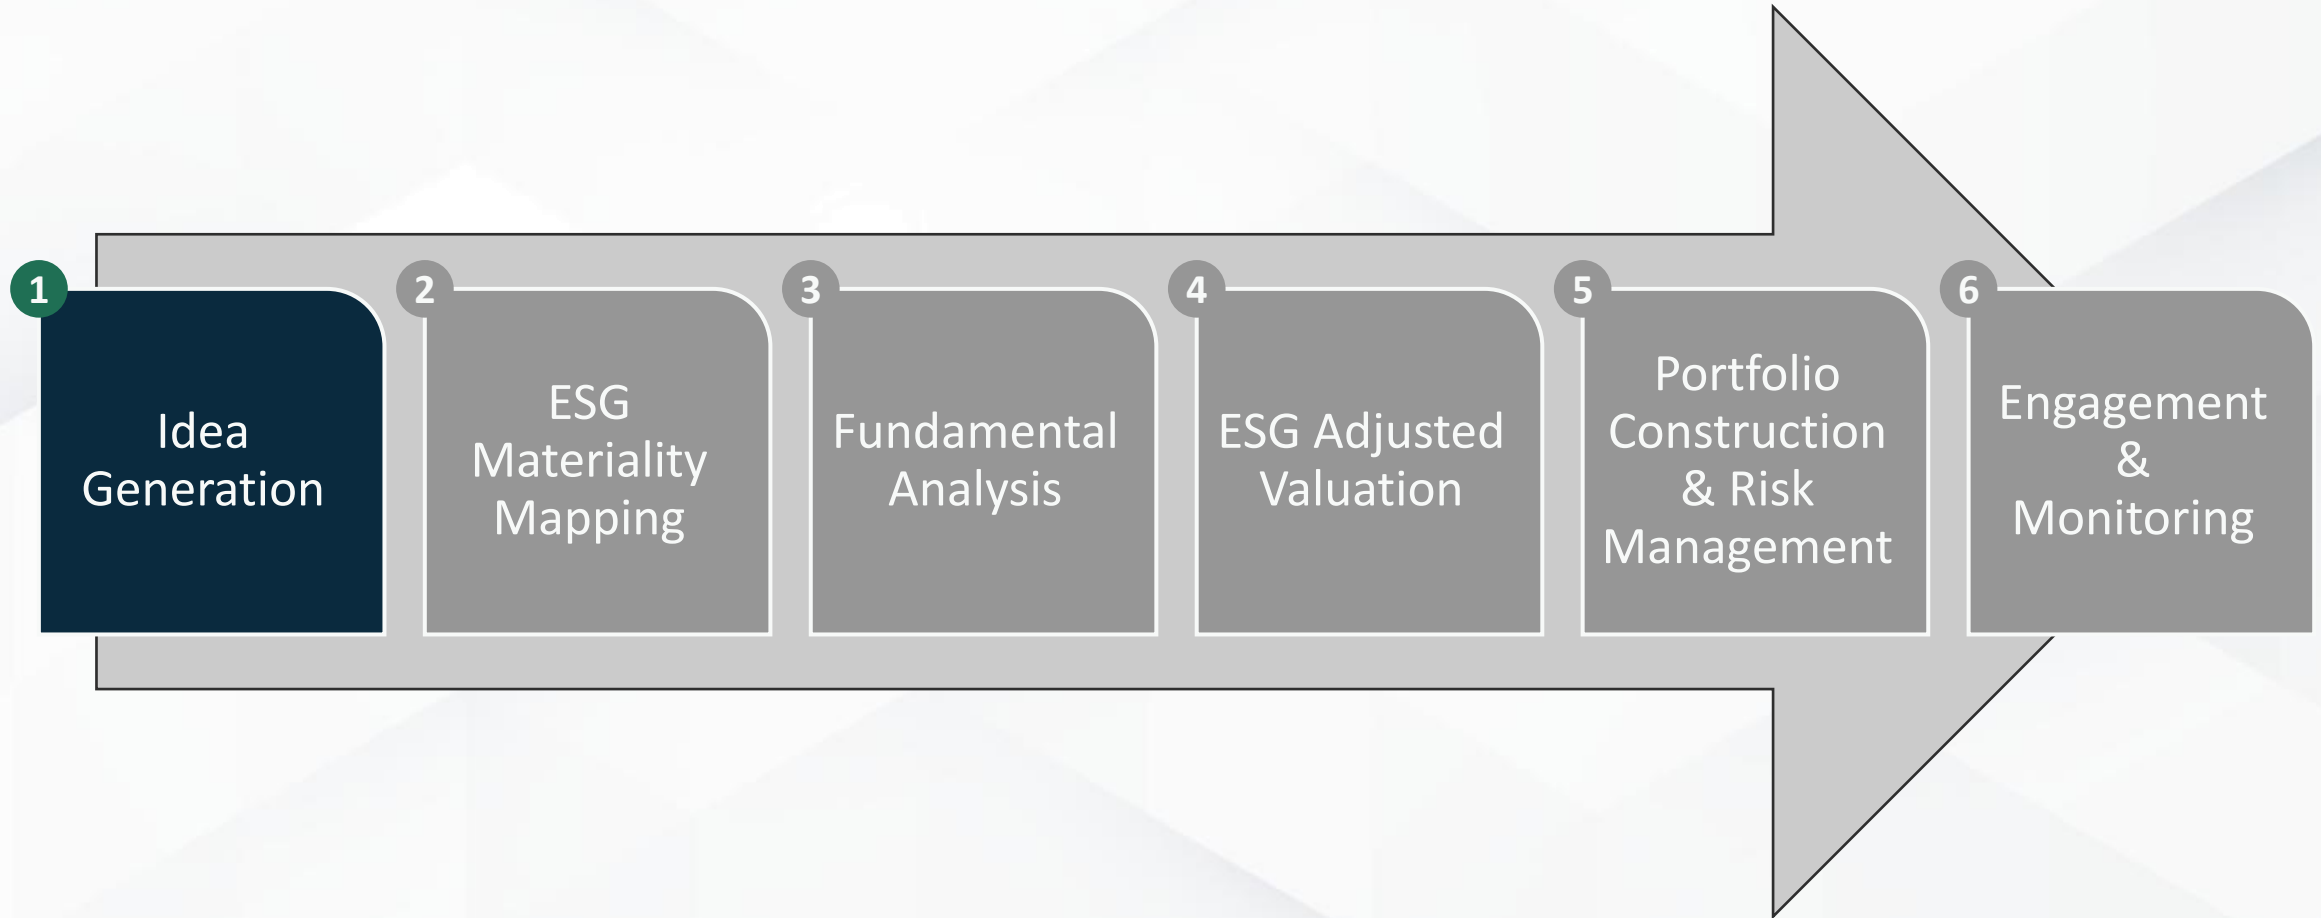 1
Idea
Generation
2
ESG
Materiality
Mapping
3
Fundamental
Analysis
4
ESG Adjusted
Valuation
5
Portfolio
Construction
& Risk
Management
6
Engagement
&
Monitoring